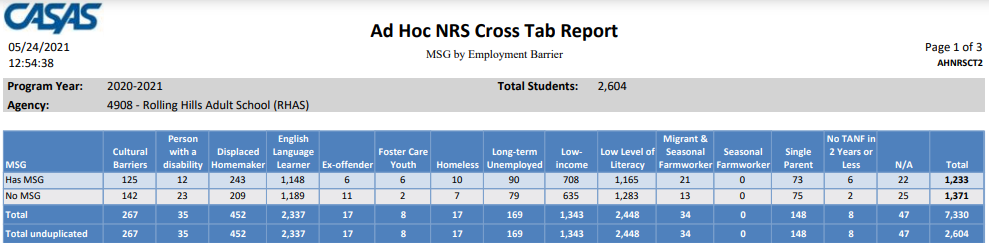 CASAS
Ad Hoc NRS Cross Tab Report
05/24/2021
MSG by Employment Barrier
Page 1 of 3
12:54:38
AHNRSCT2
Program Year: 2020-2021 Total Students: 2,604
Agency: 4908 - Rolling Hills Adult School (RHAS)
MSG Cultural Barriers Person with a disability Displaced Homemaker English Language Learner Ex-offender Foster Care Youth Homeless Long-term Unemployed Low-income Low Level of Literacy Migrant & Seasonal Farmworker Seasonal Farmworker Single Parent No TANF in 2 Years or Less N/A Total
Has MSG 125 12 243 1,148 6 6 10 90 708 1,165 21 0 73 6 22 1,233
No MSG 142 23 209 1,189 11 2 7 79 635 1,283 13 0 75 2 25 1,371
Total 267 35 452 2,337 17 8 17 169 1,343 2,448 34 0 148 8 47 7,330
Total unduplicated 267 35 452 2,337 17 8 17 169 1,343 2,448 34 0 148 8 47 2,604